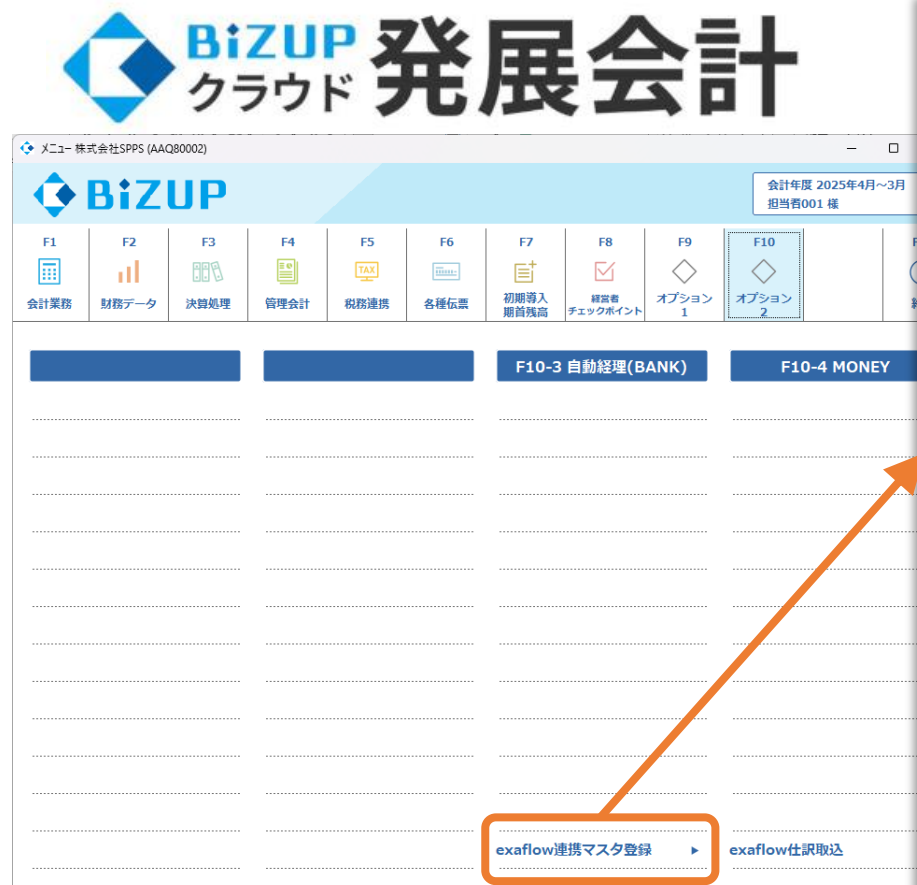 BiZUP
クラウド
発展会計
メニュー 株式会社SPPS (AAQ80002)
BiZUP
会計年度 2025年4月～3月
担当者001 様
F1 F2 F3 F4 F5 F6 F7 F8 F9 F10
TAX
会計業務 財務データ 決算処理 管理会計 税務連携 各種伝票 初期導入 経営者 オプション オプション
期首残高 チェックポイント 1 2
F10-3 自動経理(BANK) F10-4 MONEY
exaflow連携マスタ登録 ▶ exaflow仕訳取込